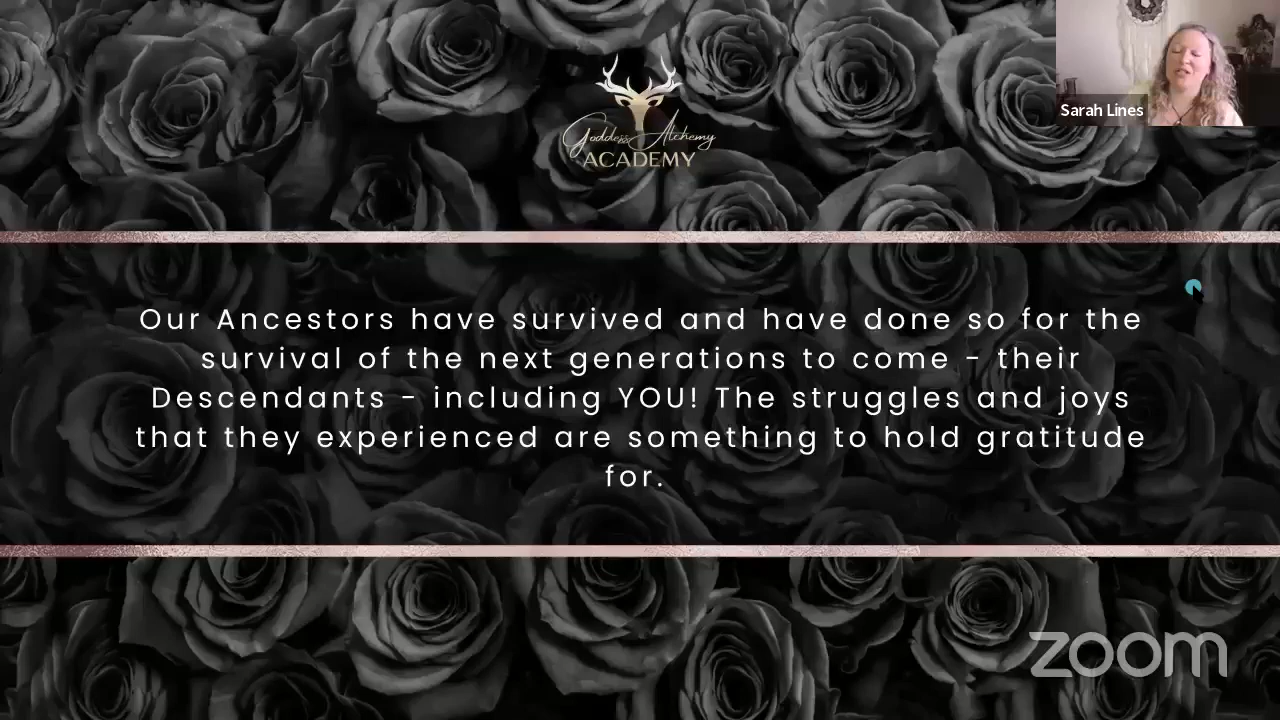 Goddess Alchemy
ACADEMY
Sarah Lines
Our Ancestors have survived and have done so for the
survival of the next generations to come - their
Descendants - including YOU! The struggles and joys
that they experienced are something to hold gratitude
for.
zoom